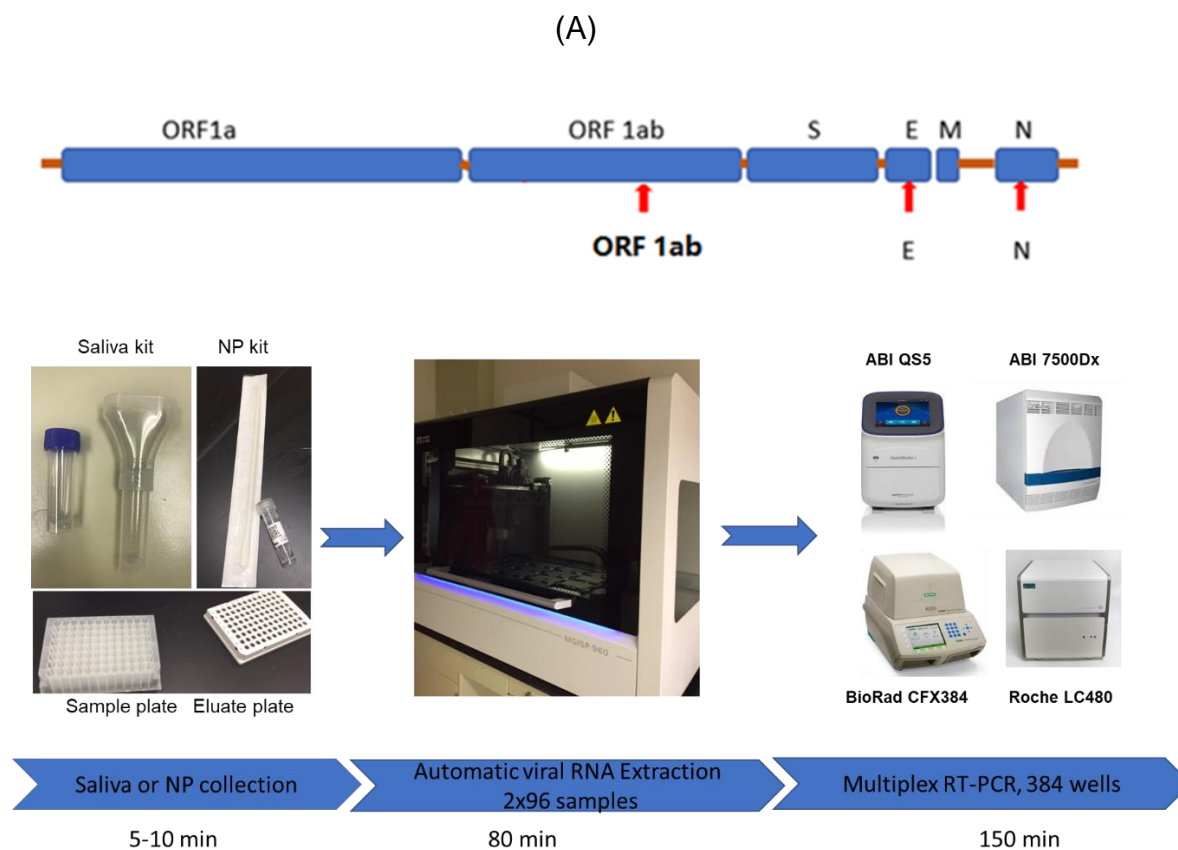 (A)
ORF1a ORF 1ab S E M N
ORF 1ab E N
Saliva kit NP kit
ABI QS5 ABI 7500Dx
MGISP-960
BioRad CFX384 Roche LC480
Sample plate Eluate plate
Saliva or NP collection
Automatic viral RNA Extraction
2x96 samples
Multiplex RT-PCR, 384 wells
5-10 min 80 min 150 min